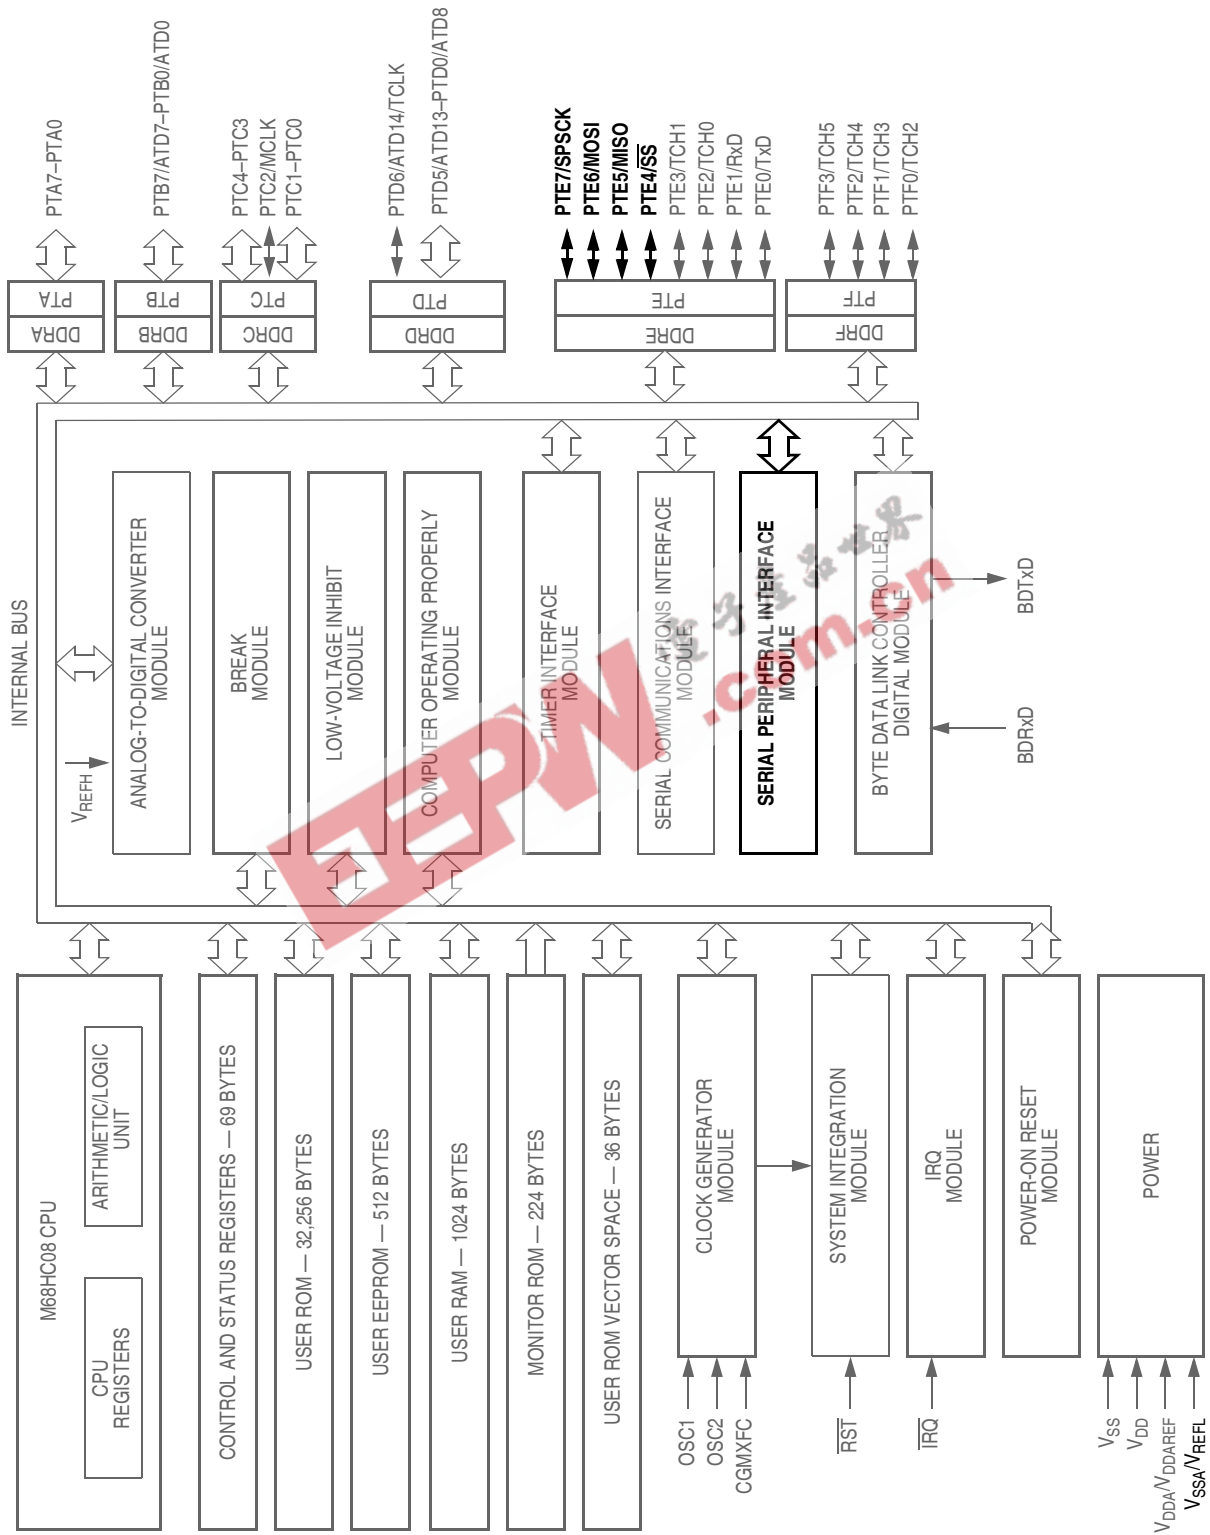 M68HC08 CPU
CPU
REGISTERS
ARITHMETIC/LOGIC
UNIT
CONTROL AND STATUS REGISTERS — 69 BYTES
USER ROM — 32,256 BYTES
USER EEPROM — 512 BYTES
USER RAM — 1024 BYTES
MONITOR ROM — 224 BYTES
USER ROM VECTOR SPACE — 36 BYTES
OSC1
OSC2
CGMXFC
CLOCK GENERATOR
MODULE
RST
SYSTEM INTEGRATION
MODULE
IRQ
IRQ
MODULE
POWER-ON RESET
MODULE
VSS
VDD
VDDA/VDDAREF
VSSA/VREFL
POWER
INTERNAL BUS
VREFH
ANALOG-TO-DIGITAL CONVERTER
MODULE
BREAK
MODULE
LOW-VOLTAGE INHIBIT
MODULE
COMPUTER OPERATING PROPERLY
MODULE
TIMER INTERFACE
MODULE
SERIAL COMMUNICATIONS INTERFACE
MODULE
SERIAL PERIPHERAL INTERFACE
MODULE
BYTE DATA LINK CONTROLLER
DIGITAL MODULE
BDRxD
BDTxD
DDRA
PTA
PTA7–PTA0
DDRB
PTB
PTB7/ATD7–PTB0/ATD0
DDRC
PTC
PTC4–PTC3
PTC2/MCLK
PTC1–PTC0
DDRD
PTD
PTD6/ATD14/TCLK
PTD5/ATD13–PTD0/ATD8
DDRE
PTE
PTE7/SPSCK
PTE6/MOSI
PTE5/MISO
PTE4/SS
PTE3/TCH1
PTE2/TCH0
PTE1/RxD
PTE0/TxD
DDRF
PTF
PTF3/TCH5
PTF2/TCH4
PTF1/TCH3
PTF0/TCH2
EEPW.com.cn
电子产品世界